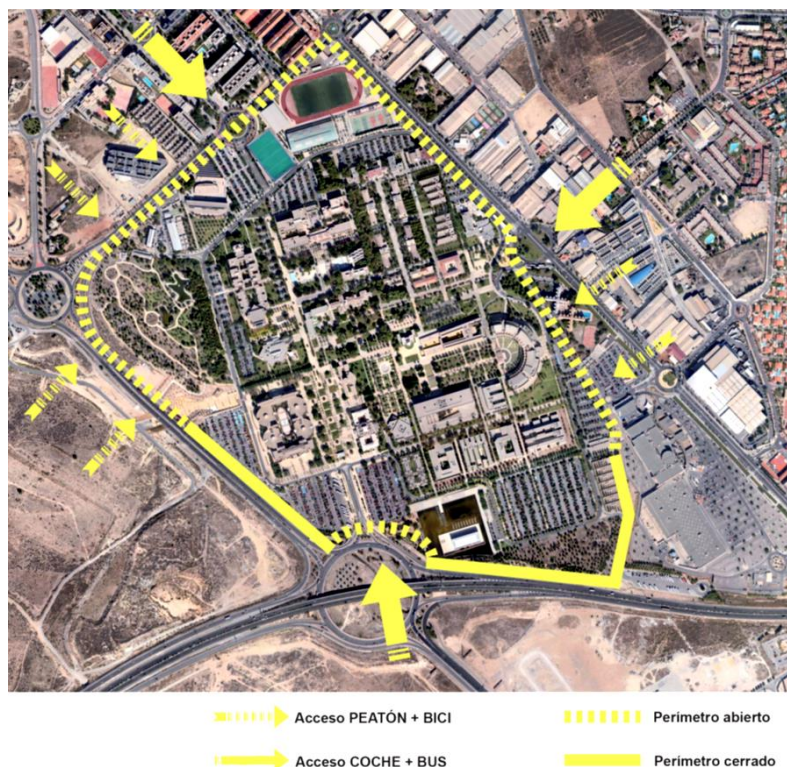 Acceso PEATÓN + BICI
Perímetro abierto
Acceso COCHE + BUS
Perímetro cerrado